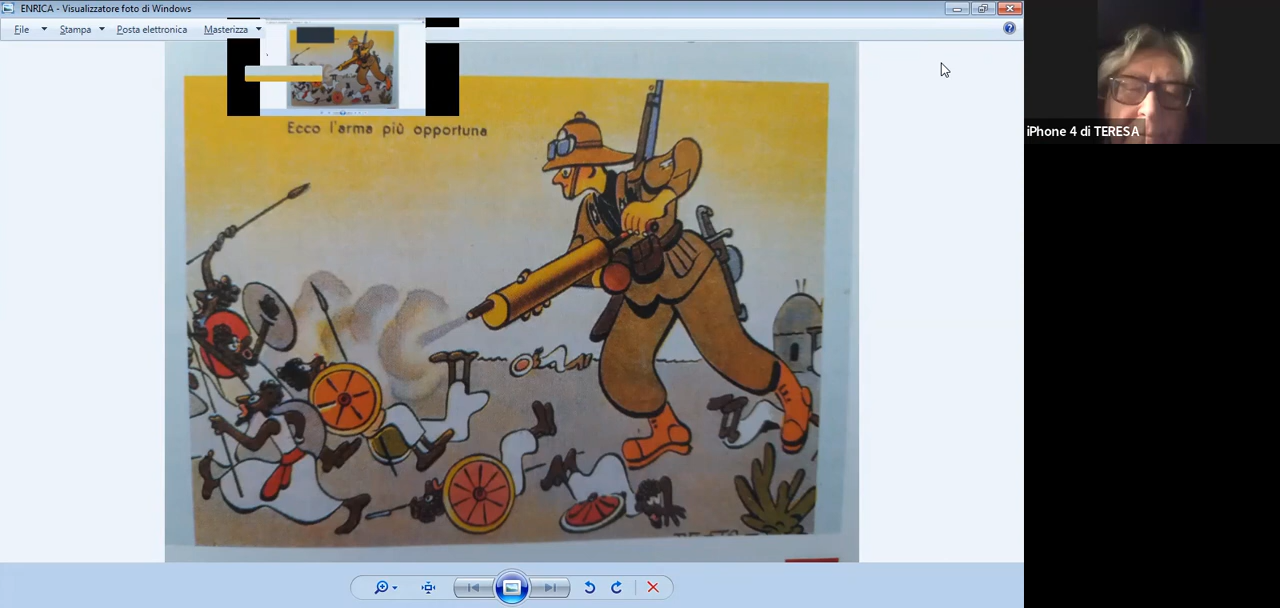 ENRICA - Visualizzatore foto di Windows
File Stampa Posta elettronica Masterizza
Ecco l'arma più opportuna
iPhone 4 di TERESA